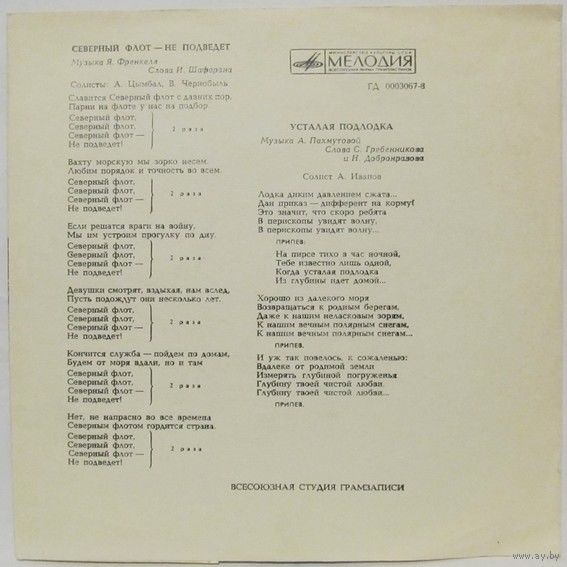 СЕВЕРНЫЙ ФЛОТ — НЕ ПОДВЕДЕТ
Музыка Я. Френкеля
Слова И. Шаферана
Солисты: А. Цымбал, В. Чернобыль
Славится Северный флот с давних пор,
Парни на флоте у нас на подбор.
Северный флот,
Северный флот,
Северный флот —
Не подведет!
2 раза
Вахту морскую мы зорко несем.
Любим порядок и точность во всем.
Северный флот,
Северный флот,
Северный флот —
Не подведет!
2 раза
Если решатся враги на войну,
Мы им устроим прогулку по дну.
Северный флот,
Северный флот,
Северный флот —
Не подведет!
2 раза
Девушки смотрят, вздыхая, нам вслед,
Пусть подождут они несколько лет.
Северный флот,
Северный флот,
Северный флот —
Не подведет!
2 раза
Кончится служба — пойдем по домам,
Будем от моря вдали, но и там
Северный флот,
Северный флот,
Северный флот —
Не подведет!
2 раза
Нет, не напрасно во все времена
Северным флотом гордится страна.
Северный флот,
Северный флот,
Северный флот —
Не подведет!
2 раза
МИНИСТЕРСТВО КУЛЬТУРЫ СССР
МЕЛОДИЯ
ВСЕСОЮЗНАЯ ФИРМА ГРАМПЛАСТИНОК
ГД 0003067-8
УСТАЛАЯ ПОДЛОДКА
Музыка А. Пахмутовой
Слова С. Гребенникова
и Н. Добронравова
Солист А. Иванов
Лодка диким давлением сжата...
Дан приказ — дифферент на корму!
Это значит, что скоро ребята
В перископы увидят волну.
В перископы увидят волну...
ПРИПЕВ:
На пирсе тихо в час ночной,
Тебе известно лишь одной,
Когда усталая подлодка
Из глубины идет домой...
Хорошо из далекого моря
Возвращаться к родным берегам,
Даже к нашим неласковым зорям,
К нашим вечным полярным снегам,
К нашим вечным полярным снегам...
ПРИПЕВ.
И уж так повелось, к сожаленью:
Вдалеке от родимой земли
Измерять глубиной погруженья
Глубину твоей чистой любви.
Глубину твоей чистой любви...
ПРИПЕВ.
ВСЕСОЮЗНАЯ СТУДИЯ ГРАМЗАПИСИ
www.ay.by